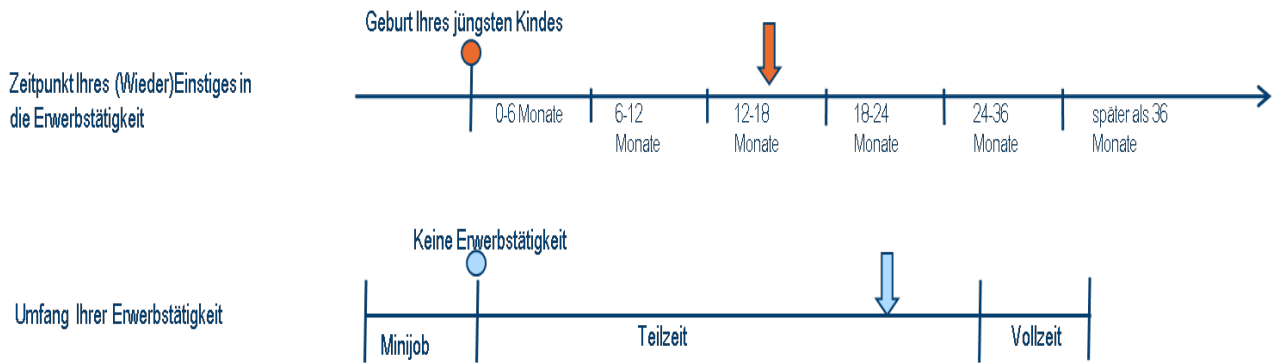 Geburt Ihres jüngsten Kindes
Zeitpunkt Ihres (Wieder)Einstiges in
die Erwerbstätigkeit
0-6 Monate
6-12
Monate
12-18
Monate
18-24
Monate
24-36
Monate
später als 36
Monate
Keine Erwerbstätigkeit
Umfang Ihrer Erwerbstätigkeit
Minijob
Teilzeit
Vollzeit